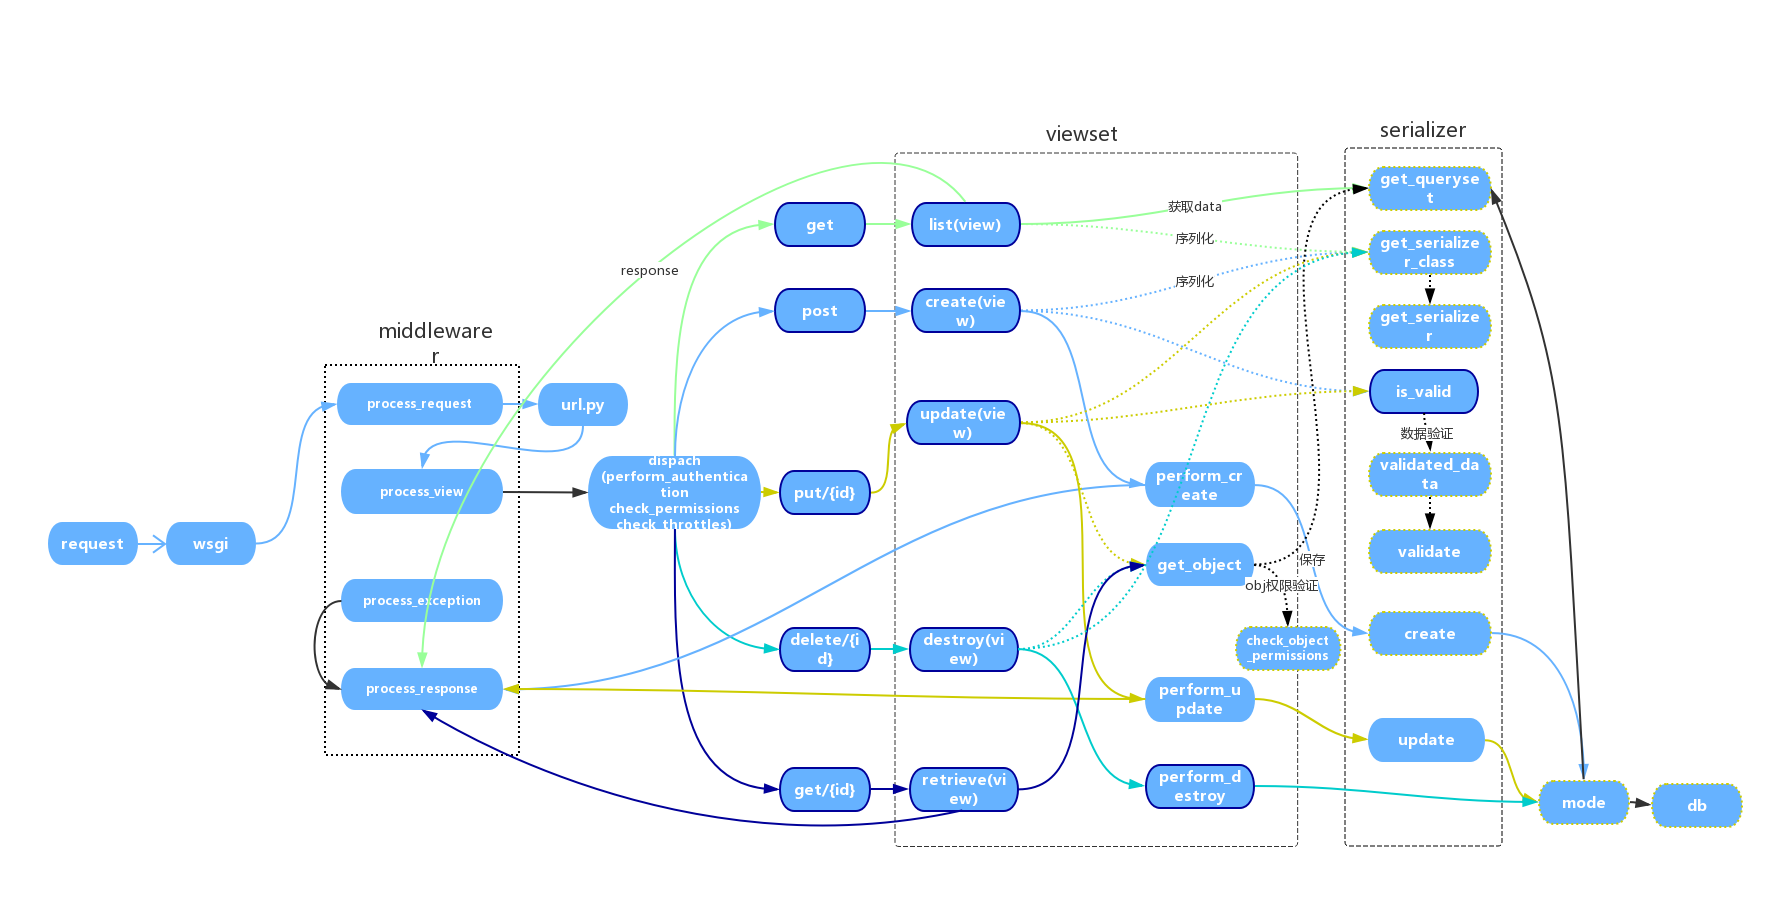 viewset
serializer
get_queryse
t
获取data
get
list(view)
序列化
get_serialize
r_class
response
序列化
post
create(vie
w)
get_serialize
r
middleware
r
process_request
url.py
is_valid
update(vie
w)
数据验证
dispach
(perform_authentica
tion
check_permissions
check_throttles)
validated_da
ta
process_view
put/{id}
perform_cr
eate
request
wsgi
validate
保存
get_object
obj权限验证
process_exception
create
delete/{i
d}
destroy(vi
ew)
check_object
_permissions
process_response
perform_u
pdate
update
get/{id}
retrieve(vi
ew)
perform_d
estroy
mode
db